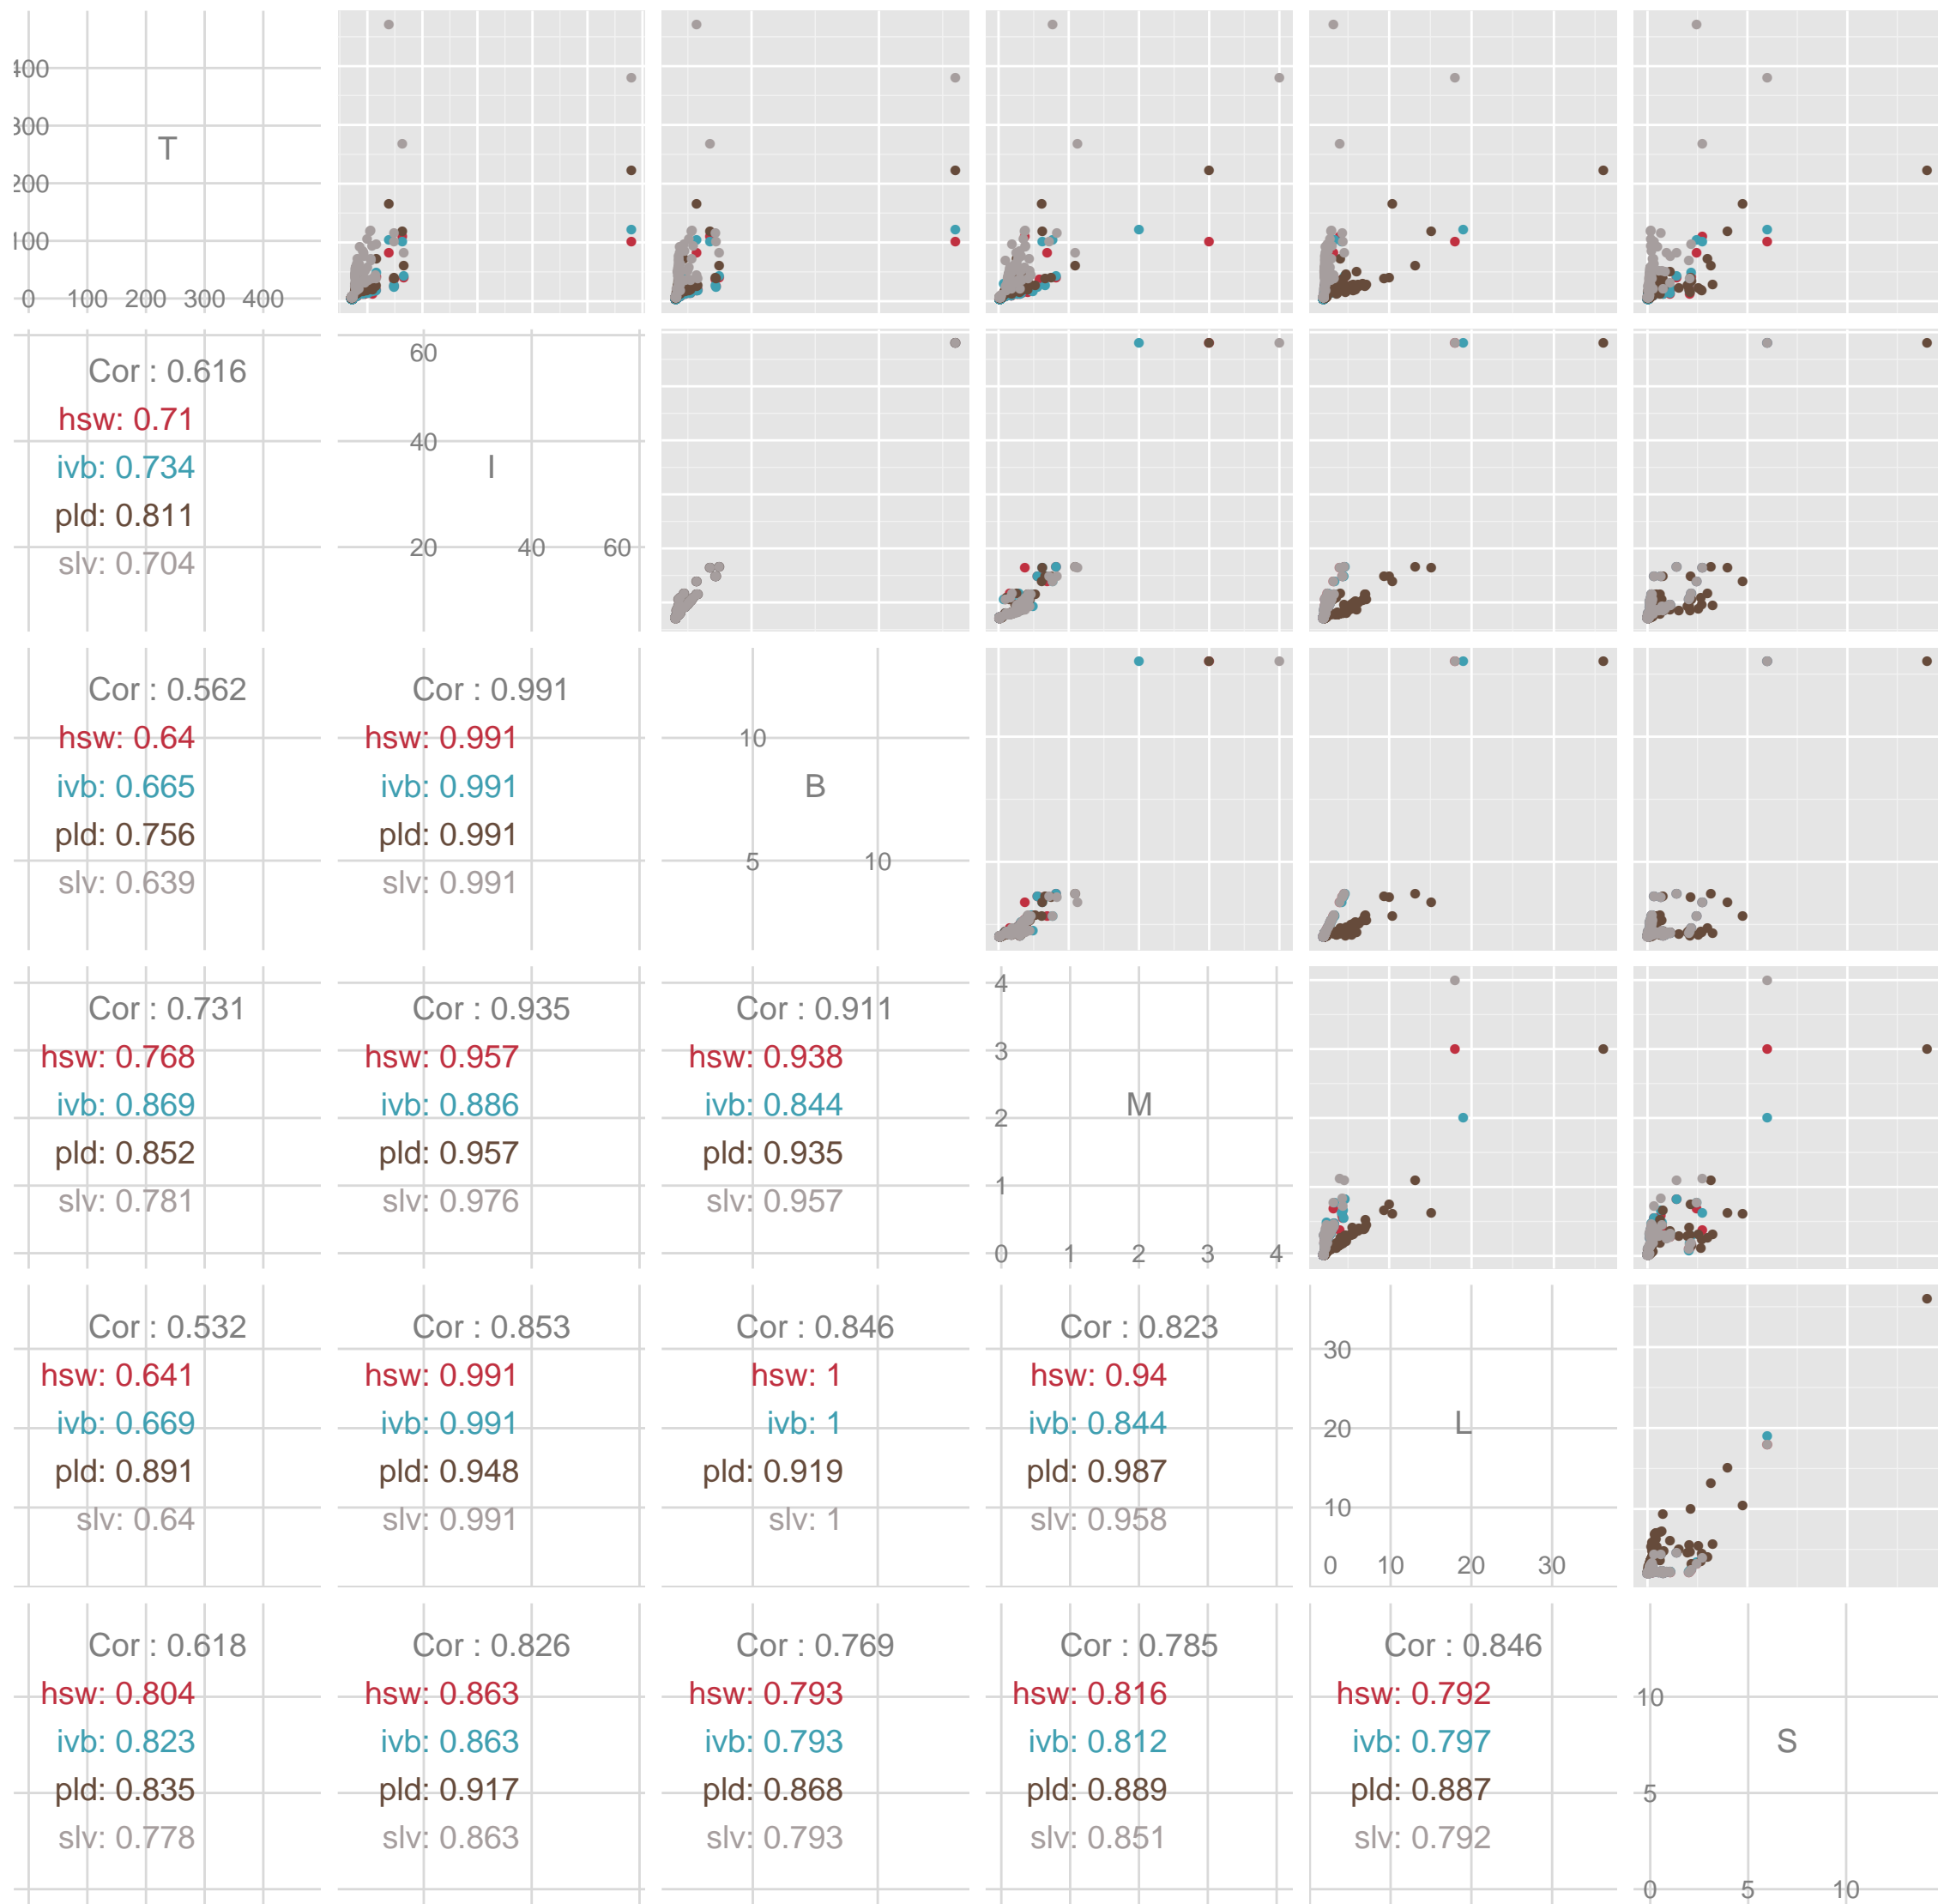 400
300
T
200
100
0 100 200 300 400
Cor : 0.616
hsw: 0.71
ivb: 0.734
pld: 0.811
slv: 0.704
60
40
I
20 40 60
Cor : 0.562
hsw: 0.64
ivb: 0.665
pld: 0.756
slv: 0.639
Cor : 0.991
hsw: 0.991
ivb: 0.991
pld: 0.991
slv: 0.991
10
B
5 10
Cor : 0.731
hsw: 0.768
ivb: 0.869
pld: 0.852
slv: 0.781
Cor : 0.935
hsw: 0.957
ivb: 0.886
pld: 0.957
slv: 0.976
Cor : 0.911
hsw: 0.938
ivb: 0.844
pld: 0.935
slv: 0.957
4
3
M
2
1
0 1 2 3 4
Cor : 0.532
hsw: 0.641
ivb: 0.669
pld: 0.891
slv: 0.64
Cor : 0.853
hsw: 0.991
ivb: 0.991
pld: 0.948
slv: 0.991
Cor : 0.846
hsw: 1
ivb: 1
pld: 0.919
slv: 1
Cor : 0.823
hsw: 0.94
ivb: 0.844
pld: 0.987
slv: 0.958
30
20 L
10
0 10 20 30
Cor : 0.618
hsw: 0.804
ivb: 0.823
pld: 0.835
slv: 0.778
Cor : 0.826
hsw: 0.863
ivb: 0.863
pld: 0.917
slv: 0.863
Cor : 0.769
hsw: 0.793
ivb: 0.793
pld: 0.868
slv: 0.793
Cor : 0.785
hsw: 0.816
ivb: 0.812
pld: 0.889
slv: 0.851
Cor : 0.846
hsw: 0.792
ivb: 0.797
pld: 0.887
slv: 0.792
10
S
5
0 5 10